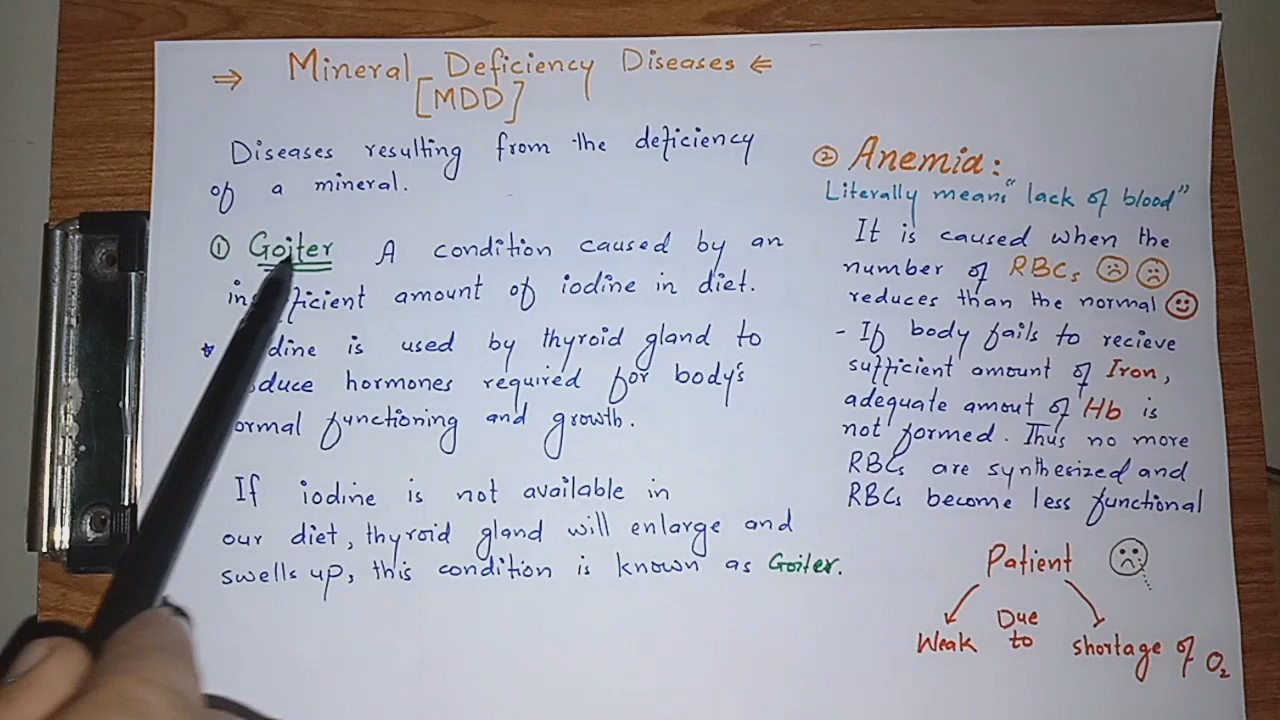 ⇒ Mineral Deficiency Diseases ⇐
[MDD]
Diseases resulting from the deficiency
of a mineral.
① Goiter A condition caused by an
amount of iodine in diet.
is used by thyroid gland to
hormones required for body's
functioning and growth.
If iodine is not available in
our diet, thyroid gland will enlarge and
swells up, this condition is known as Goiter.
② Anemia:
Literally means "lack of blood"
It is caused when the
number of RBCs ☹ ☹
reduces than the normal ☺
- If body fails to recieve
sufficient amount of Iron,
adequate amout of Hb is
not formed. Thus no more
RBCs are synthesized and
RBCs become less functional
Patient ☹
Weak Due to shortage of O₂